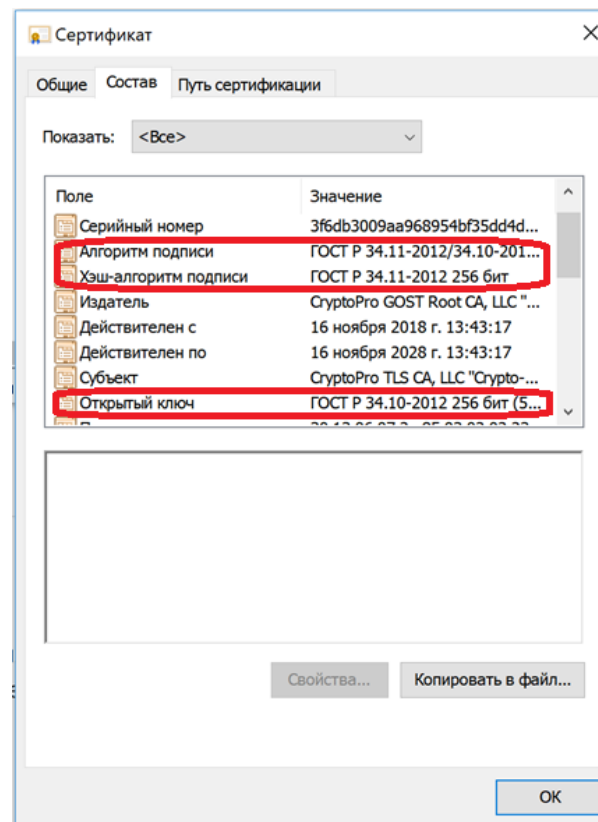 Сертификат
Общие Состав Путь сертификации
Показать: <Все>
Поле Значение
Серийный номер 3f6db3009aa968954bf35dd4d...
Алгоритм подписи ГОСТ Р 34.11-2012/34.10-201...
Хэш-алгоритм подписи ГОСТ Р 34.11-2012 256 бит
Издатель CryptoPro GOST Root CA, LLC "...
Действителен с 16 ноября 2018 г. 13:43:17
Действителен по 16 ноября 2028 г. 13:43:17
Субъект CryptoPro TLS CA, LLC "Crypto-...
Открытый ключ ГОСТ Р 34.10-2012 256 бит (5...
Свойства... Копировать в файл...
ОК